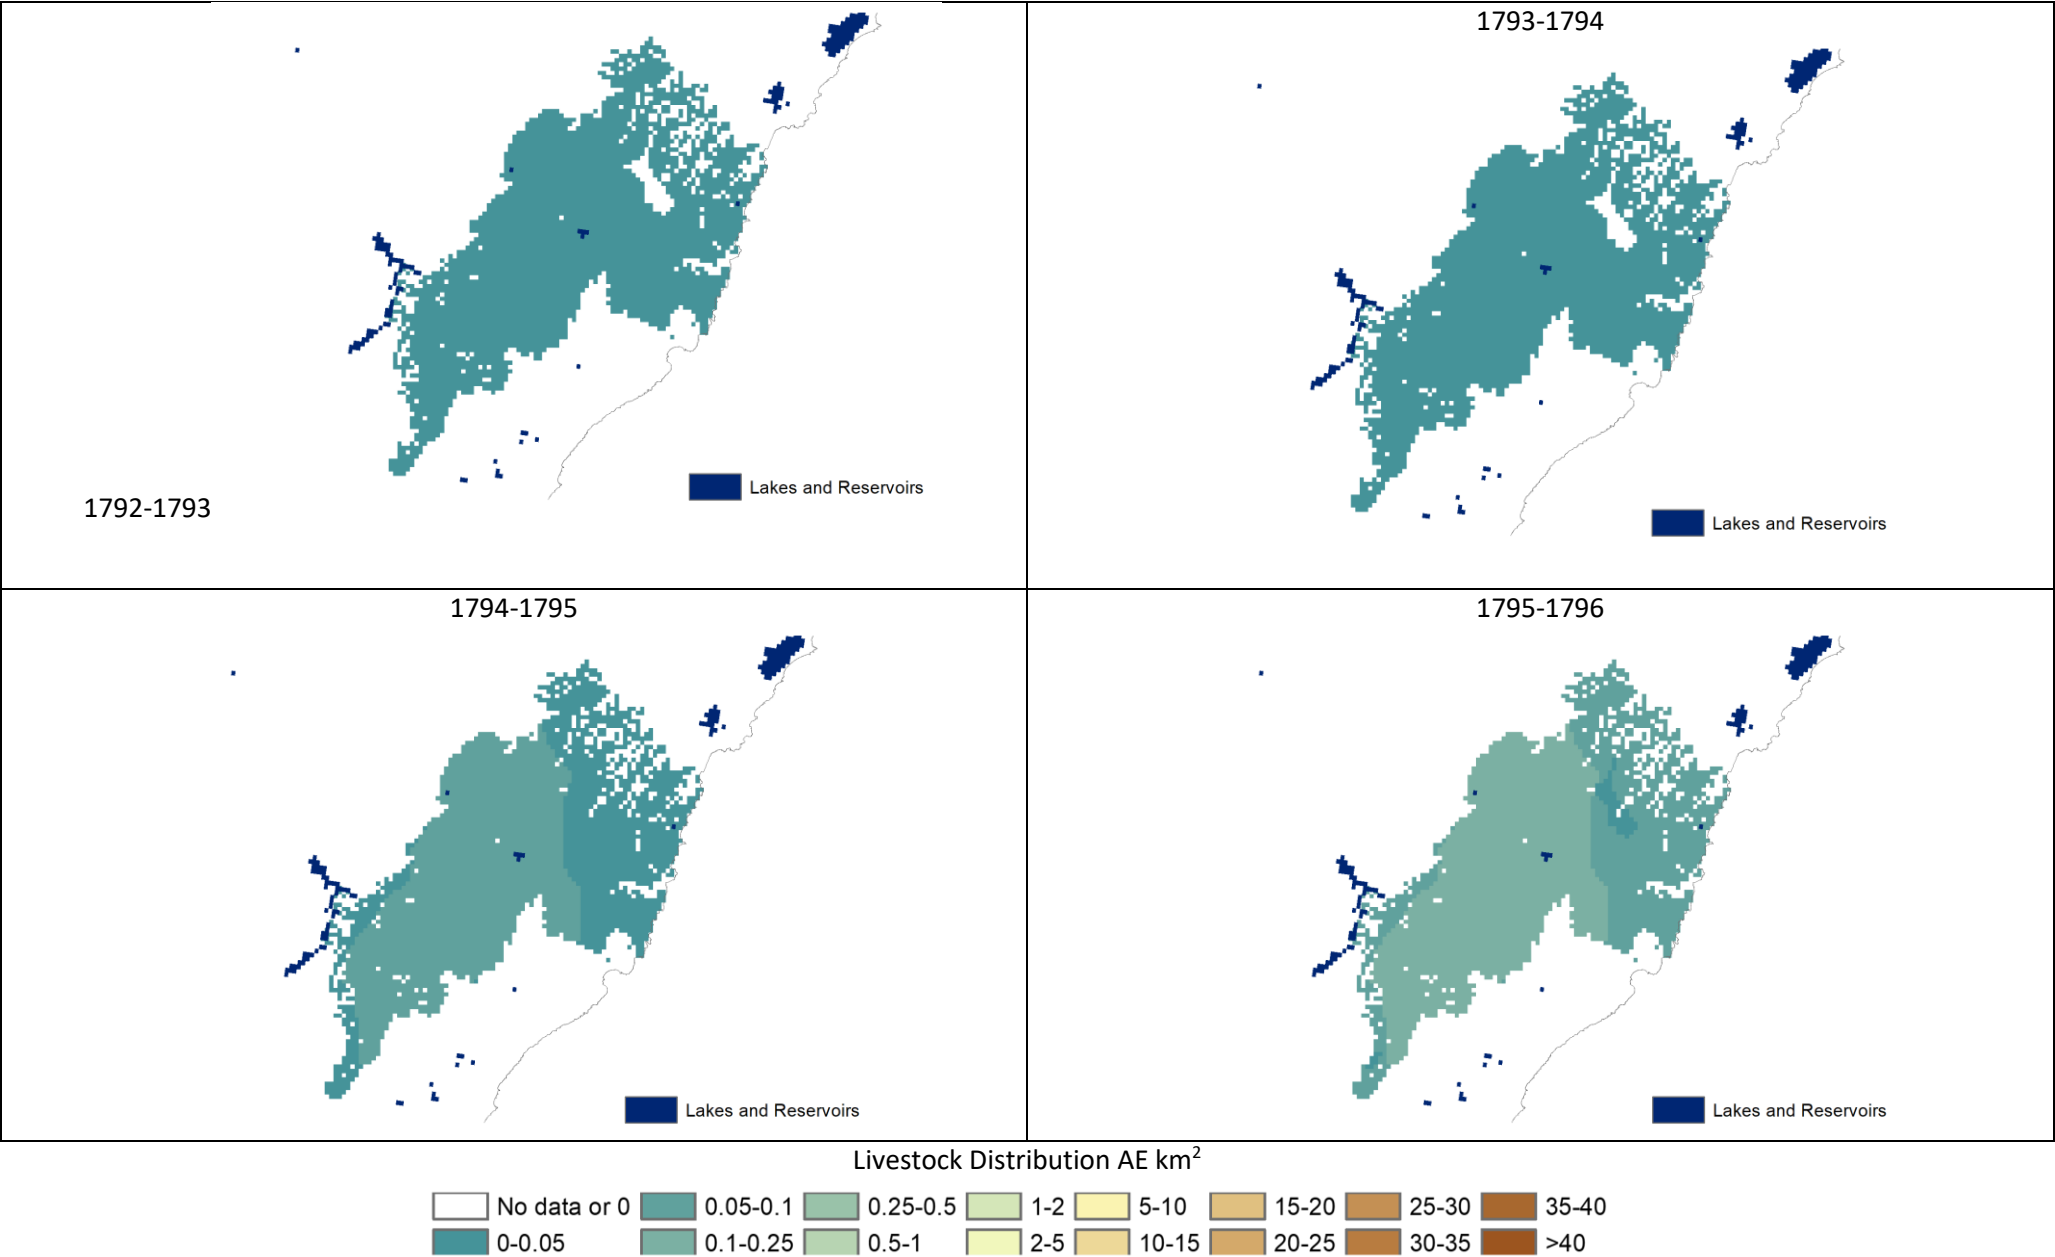 1793-1794
Lakes and Reservoirs
1792-1793
Lakes and Reservoirs
1794-1795
1795-1796
Lakes and Reservoirs
Lakes and Reservoirs
Livestock Distribution AE km²
No data or 0 0.05-0.1 0.25-0.5 1-2 5-10 15-20 25-30 35-40
0-0.05 0.1-0.25 0.5-1 2-5 10-15 20-25 30-35 >40